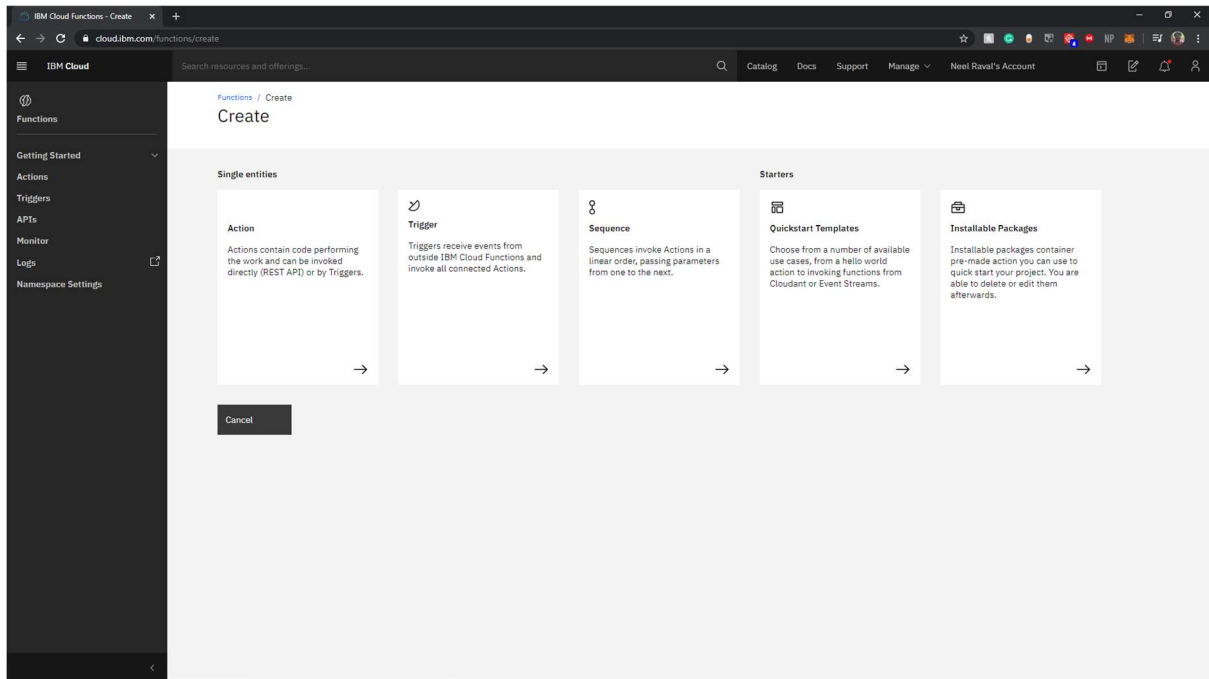 IBM Cloud Functions - Create
cloud.ibm.com/functions/create
NP
4
IBM Cloud
Search resources and offerings...
Catalog
Docs
Support
Manage
Neel Raval's Account
Functions
Getting Started
Actions
Triggers
APIs
Monitor
Logs
Namespace Settings
Functions / Create
Create
Single entities
Action
Actions contain code performing
the work and can be invoked
directly (REST API) or by Triggers.
Trigger
Triggers receive events from
outside IBM Cloud Functions and
invoke all connected Actions.
Sequence
Sequences invoke Actions in a
linear order, passing parameters
from one to the next.
Starters
Quickstart Templates
Choose from a number of available
use cases, from a hello world
action to invoking functions from
Cloudant or Event Streams.
Installable Packages
Installable packages container
pre-made action you can use to
quick start your project. You are
able to delete or edit them
afterwards.
Cancel